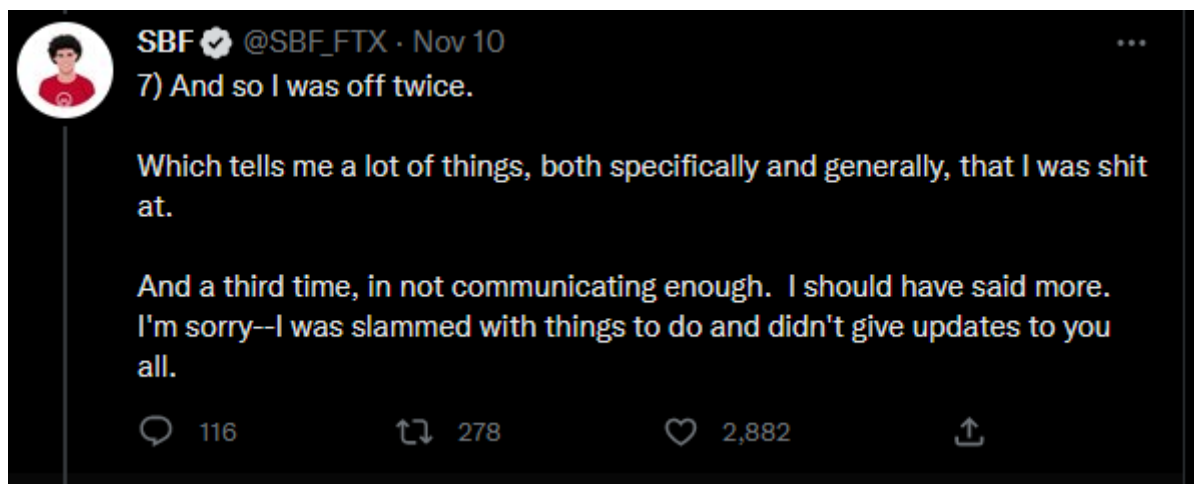 SBF @SBF_FTX · Nov 10
7) And so I was off twice.
Which tells me a lot of things, both specifically and generally, that I was shit
at.
And a third time, in not communicating enough.  I should have said more.
I'm sorry--I was slammed with things to do and didn't give updates to you
all.
116 278 2,882